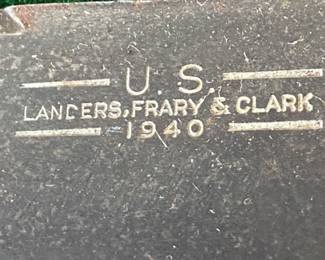 U. S.
LANDERS, FRARY & CLARK
1940